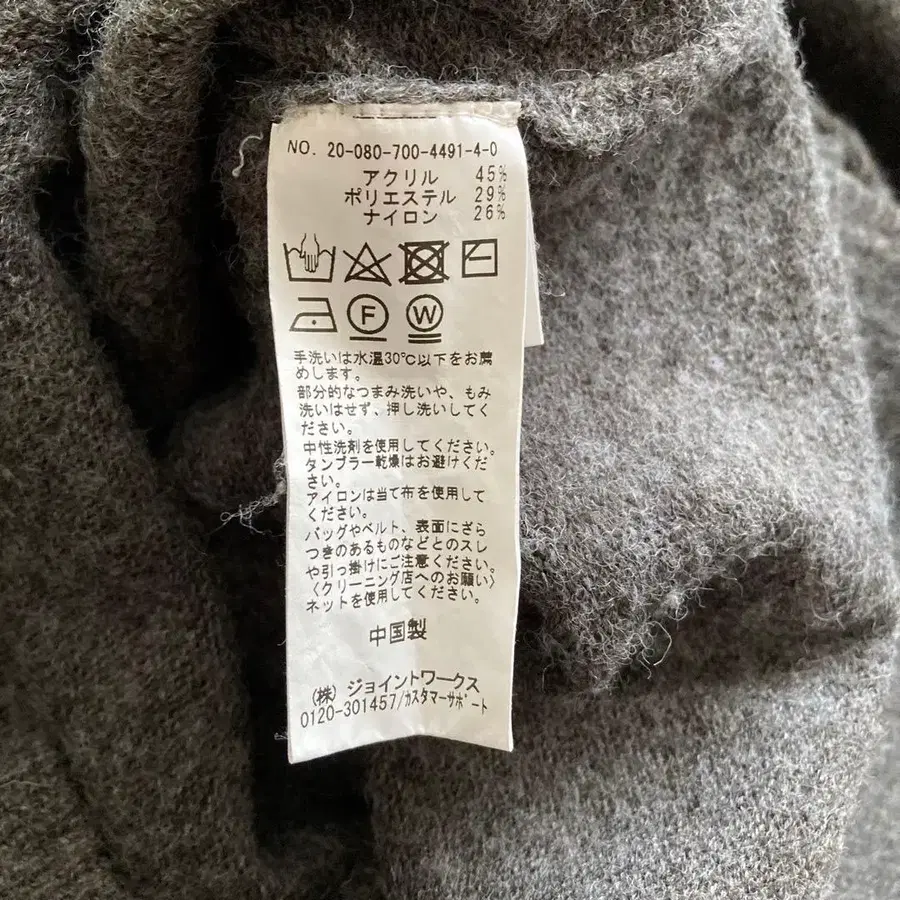 NO. 20-080-700-4491-4-0
アクリル 45%
ポリエステル 29%
ナイロン 26%
F W
手洗いは水温30℃以下をお薦
めします。
部分的なつまみ洗いや、もみ
洗いはせず、押し洗いしてく
ださい。
中性洗剤を使用してください。
タンブラー乾燥はお避けくだ
さい。
アイロンは当て布を使用して
ください。
バッグやベルト、表面にざら
つきのあるものなどとのスレ
や引っ掛けにご注意ください。
〈クリーニング店へのお願い〉
ネットを使用してください。
中国製
(株) ジョイントワークス
0120-301457/カスタマーサポート